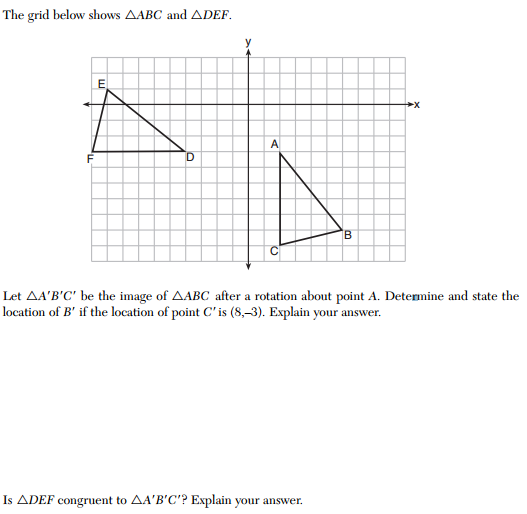 The grid below shows △ABC and △DEF.
y
E
x
A
F
D
B
C
Let △A′B′C′ be the image of △ABC after a rotation about point A. Determine and state the
location of B′ if the location of point C′ is (8,–3). Explain your answer.
Is △DEF congruent to △A′B′C′? Explain your answer.